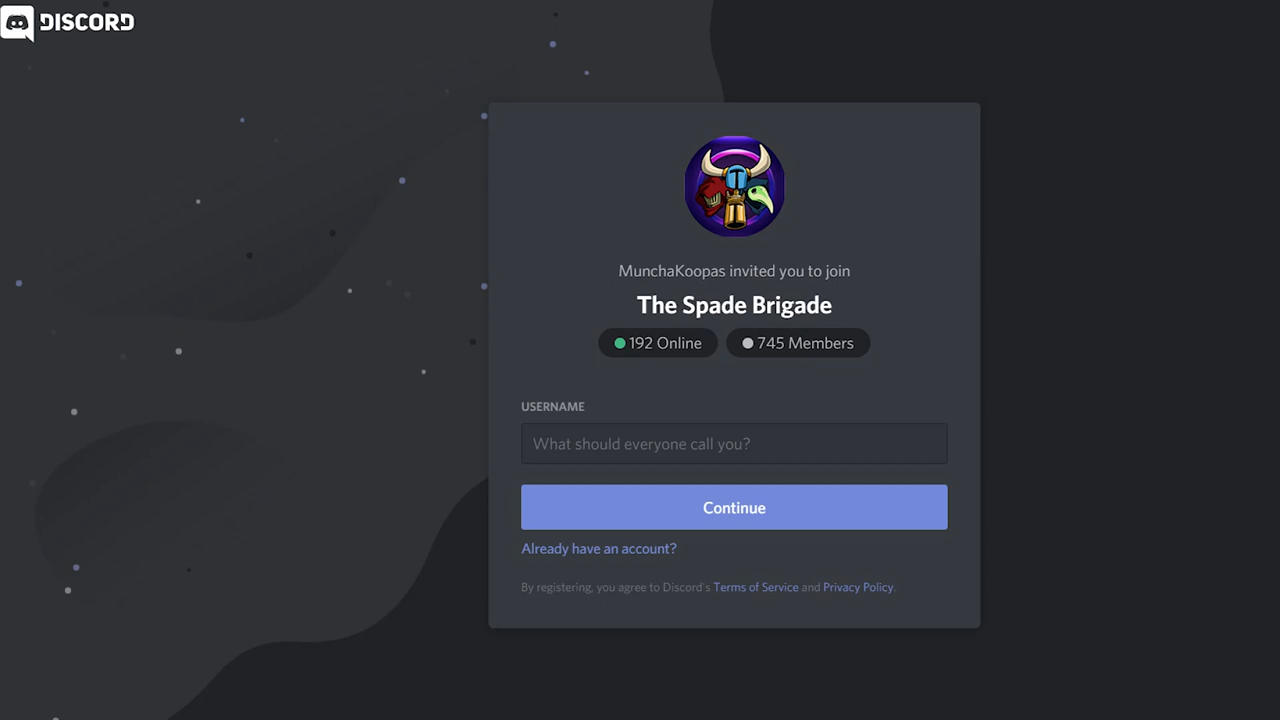 DISCORD
MunchaKoopas invited you to join
The Spade Brigade
192 Online 745 Members
USERNAME
What should everyone call you?
Continue
Already have an account?
By registering, you agree to Discord's Terms of Service and Privacy Policy.